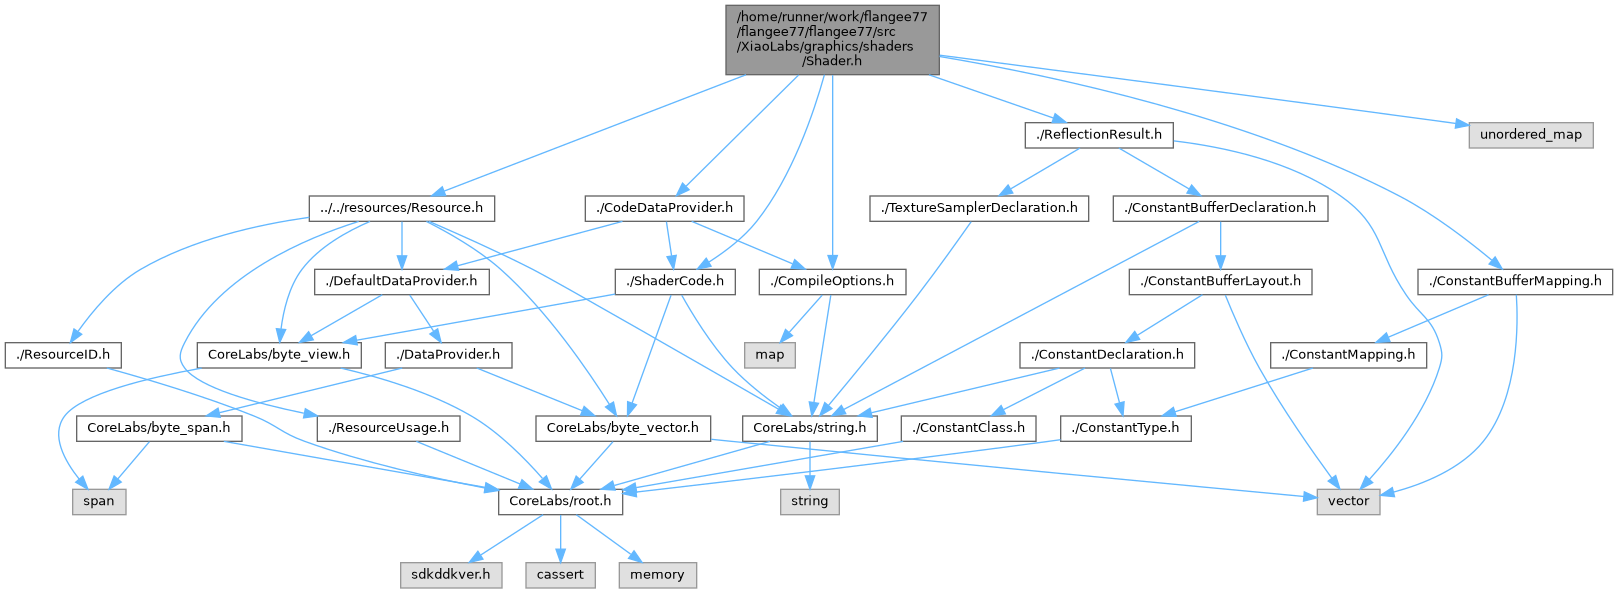 /home/runner/work/flangee77
/flangee77/flangee77/src
/XiaoLabs/graphics/shaders
/Shader.h
./ReflectionResult.h
unordered_map
../../resources/Resource.h
./CodeDataProvider.h
./TextureSamplerDeclaration.h
./ConstantBufferDeclaration.h
./DefaultDataProvider.h
./ShaderCode.h
./CompileOptions.h
./ConstantBufferLayout.h
./ConstantBufferMapping.h
./ResourceID.h
CoreLabs/byte_view.h
./DataProvider.h
map
./ConstantDeclaration.h
./ConstantMapping.h
CoreLabs/byte_span.h
./ResourceUsage.h
CoreLabs/byte_vector.h
CoreLabs/string.h
./ConstantClass.h
./ConstantType.h
span
CoreLabs/root.h
string
vector
sdkddkver.h
cassert
memory